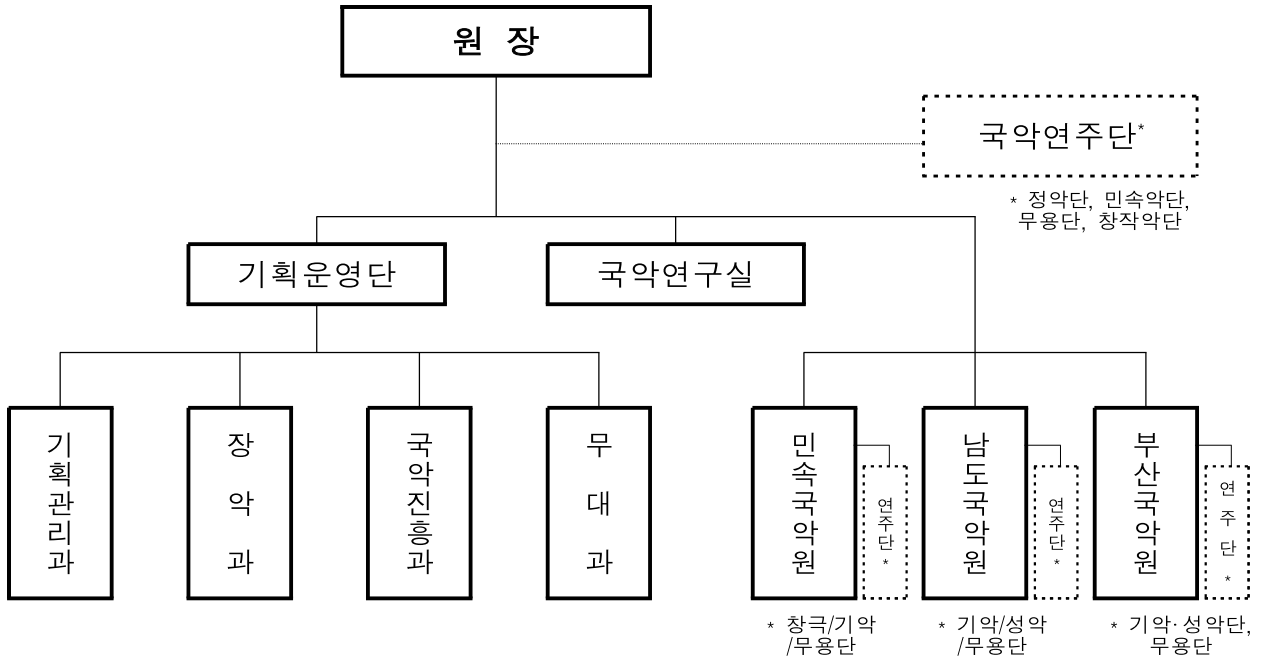 원 장
국악연주단*
* 정악단, 민속악단,
무용단, 창작악단
기획운영단
국악연구실
기획관리과
장악과
국악진흥과
무대과
민속국악원
연주단*
남도국악원
연주단*
부산국악원
연주단*
* 창극/기악
/무용단
* 기악/성악
/무용단
* 기악·성악단,
무용단